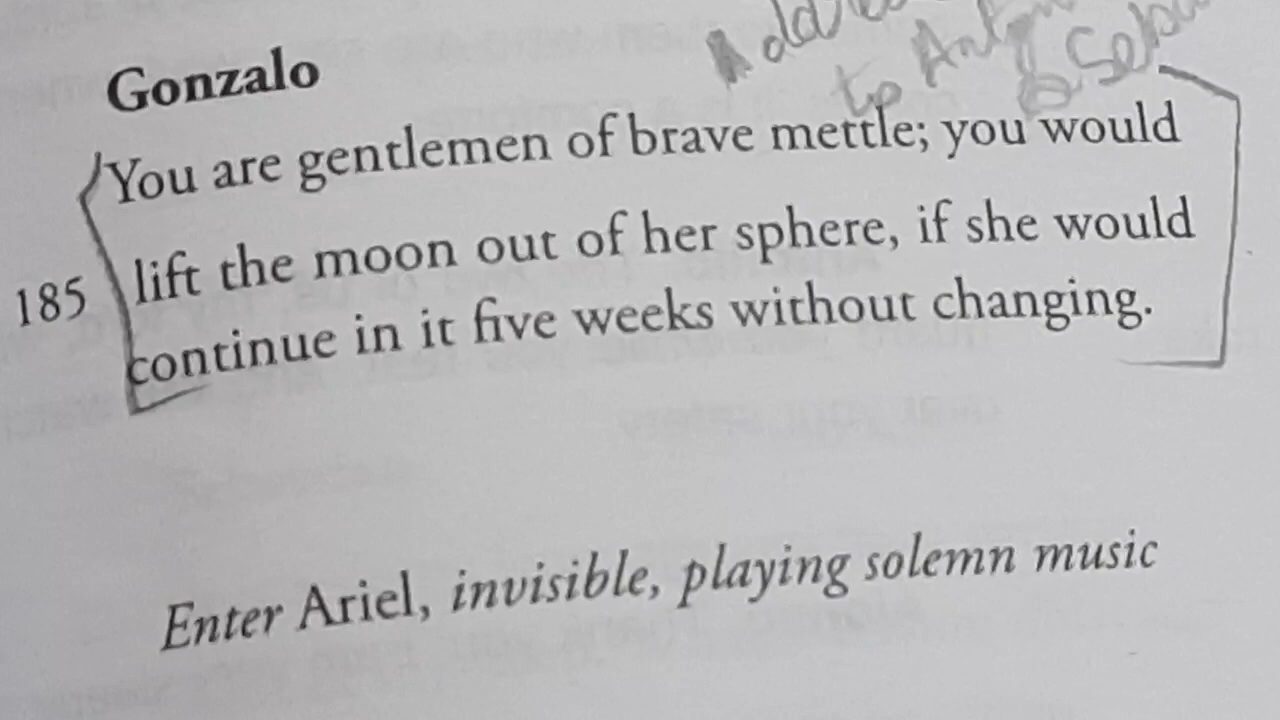 to
Gonzalo
You are gentlemen of brave mettle; you would
lift the moon out of her sphere, if she would
185
continue in it five weeks without changing.
Enter Ariel, invisible, playing solemn music